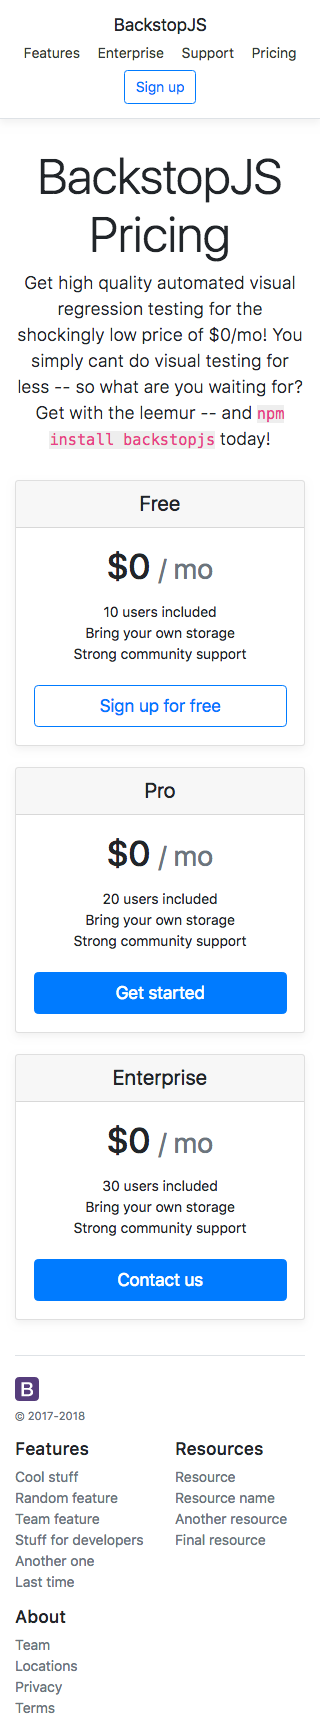 BackstopJS
Features Enterprise Support Pricing
Sign up
BackstopJS
Pricing
Get high quality automated visual
regression testing for the
shockingly low price of $0/mo! You
simply cant do visual testing for
less -- so what are you waiting for?
Get with the leemur -- and npm
install backstopjs today!
Free
$0 / mo
10 users included
Bring your own storage
Strong community support
Sign up for free
Pro
$0 / mo
20 users included
Bring your own storage
Strong community support
Get started
Enterprise
$0 / mo
30 users included
Bring your own storage
Strong community support
Contact us
B
© 2017-2018
Features
Cool stuff
Random feature
Team feature
Stuff for developers
Another one
Last time
Resources
Resource
Resource name
Another resource
Final resource
About
Team
Locations
Privacy
Terms